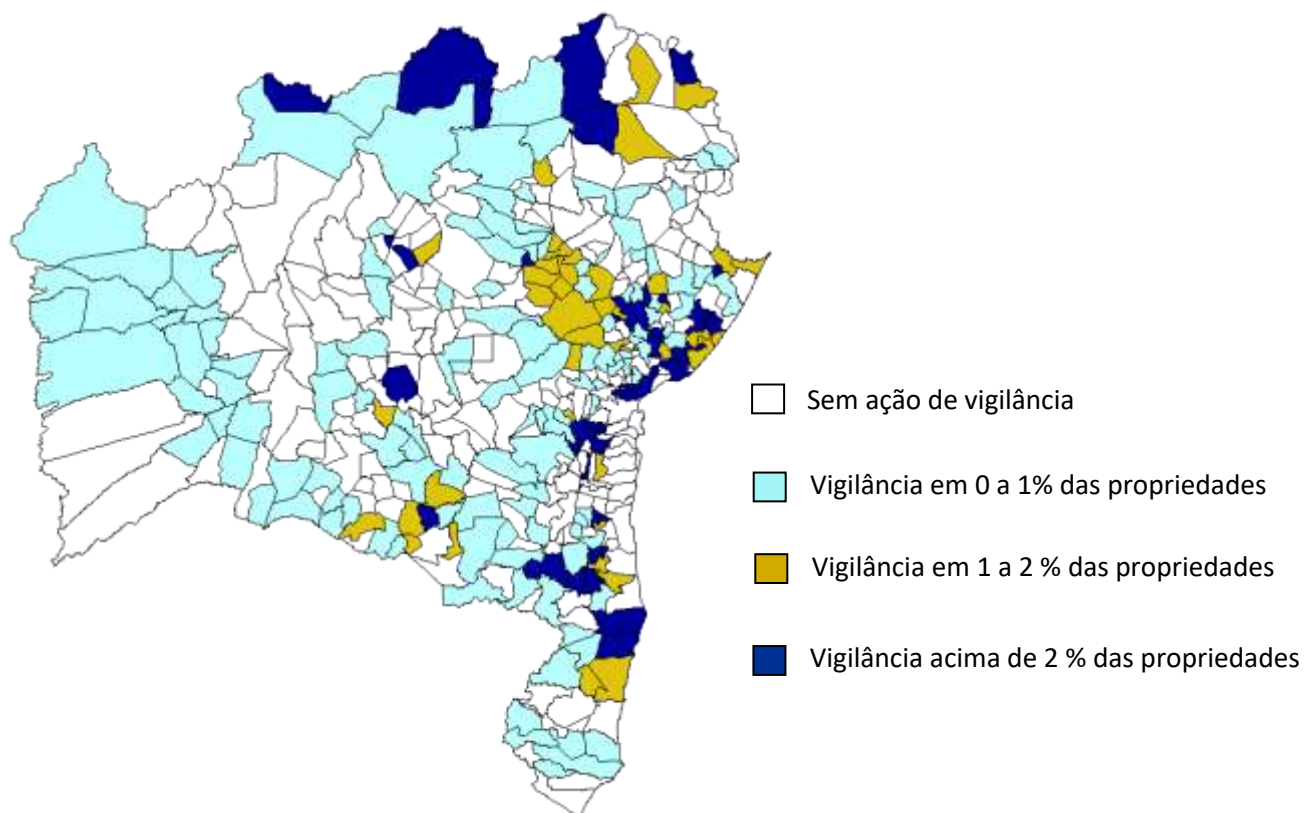 Sem ação de vigilância
Vigilância em 0 a 1% das propriedades
Vigilância em 1 a 2 % das propriedades
Vigilância acima de 2 % das propriedades